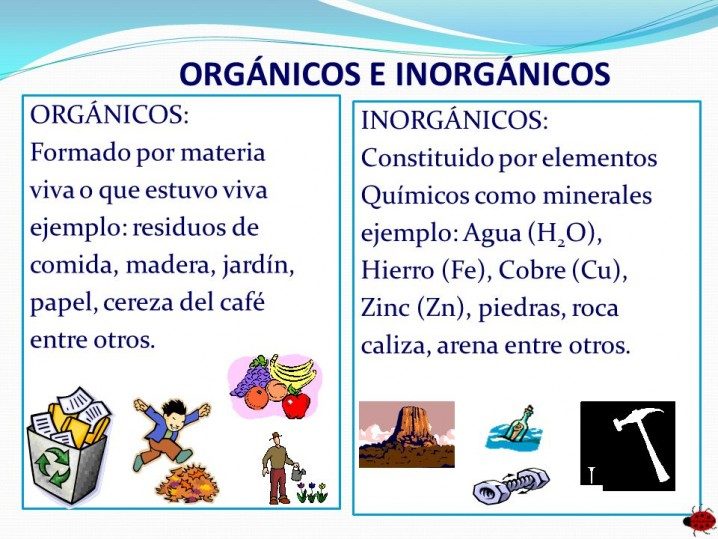 ORGÁNICOS E INORGÁNICOS
ORGÁNICOS:
Formado por materia
viva o que estuvo viva
ejemplo: residuos de
comida, madera, jardín,
papel, cereza del café
entre otros.
INORGÁNICOS:
Constituido por elementos
Químicos como minerales
ejemplo: Agua (H₂O),
Hierro (Fe), Cobre (Cu),
Zinc (Zn), piedras, roca
caliza, arena entre otros.